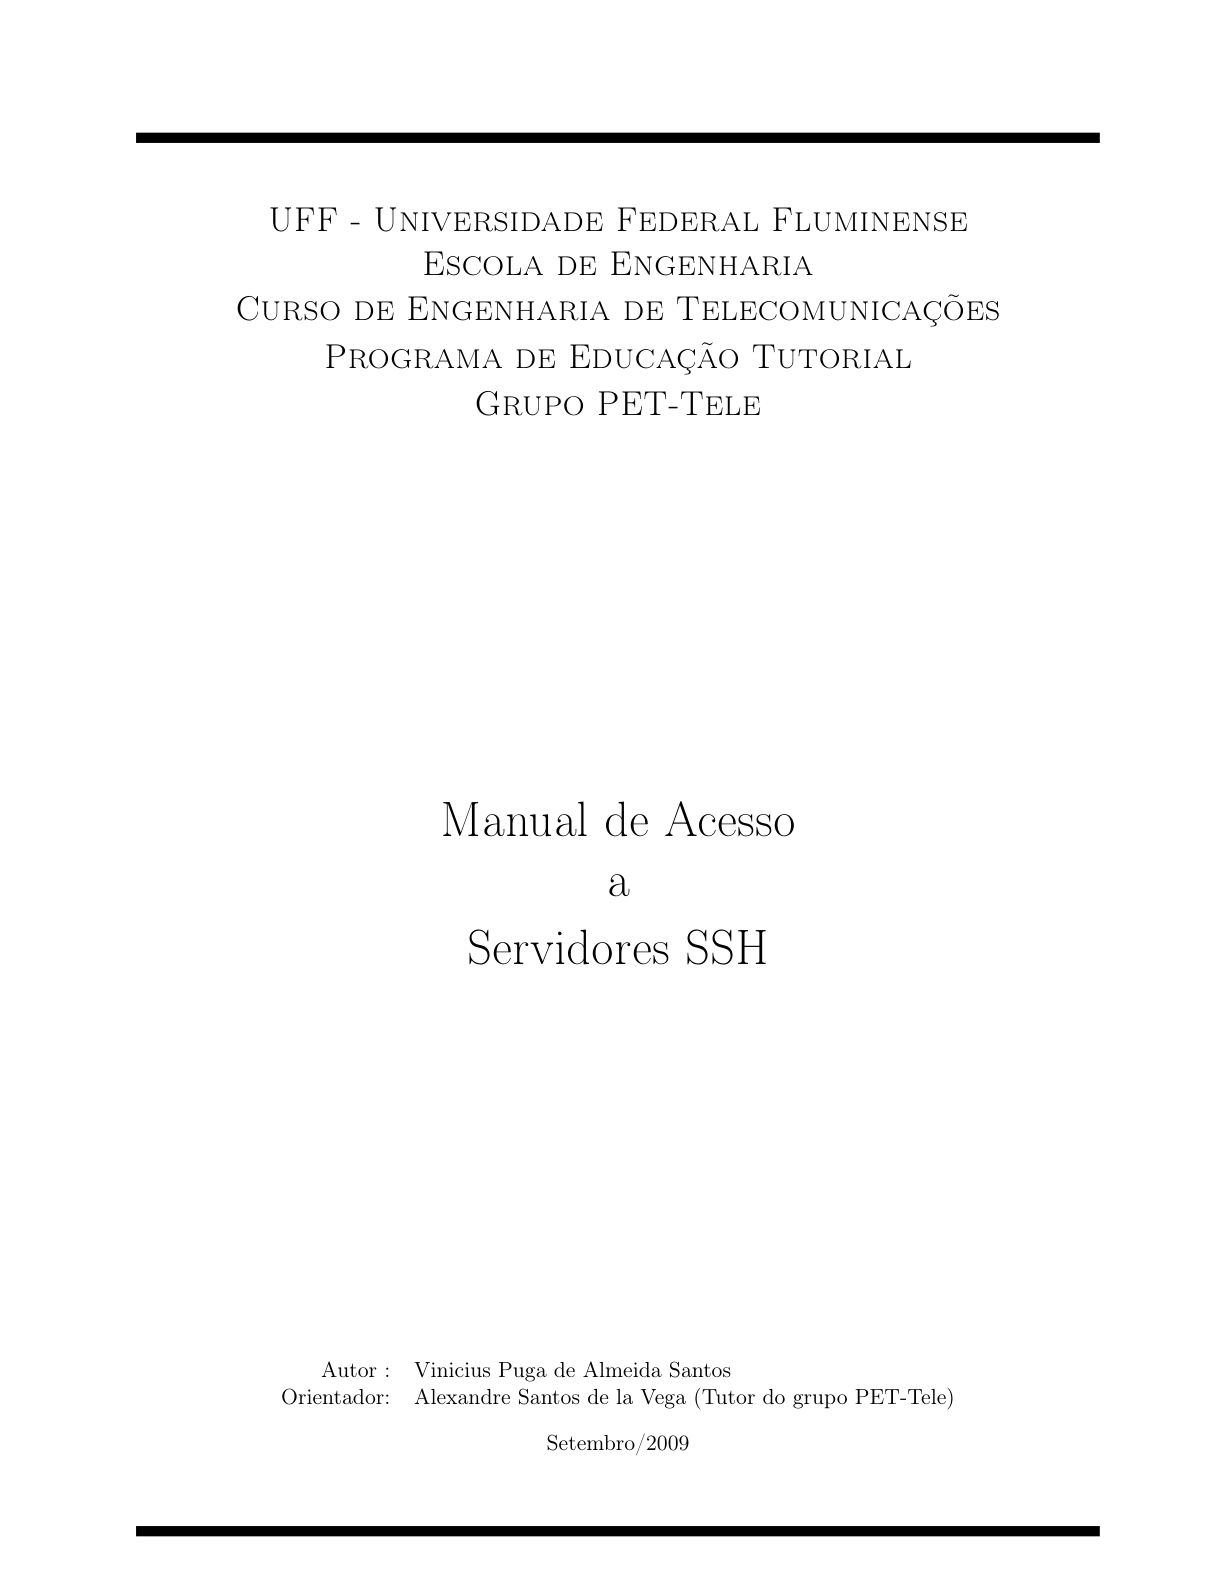 UFF - Universidade Federal Fluminense
Escola de Engenharia
Curso de Engenharia de Telecomunicações
Programa de Educação Tutorial
Grupo PET-Tele
Manual de Acesso
a
Servidores SSH
Autor : Vinicius Puga de Almeida Santos
Orientador: Alexandre Santos de la Vega (Tutor do grupo PET-Tele)
Setembro/2009